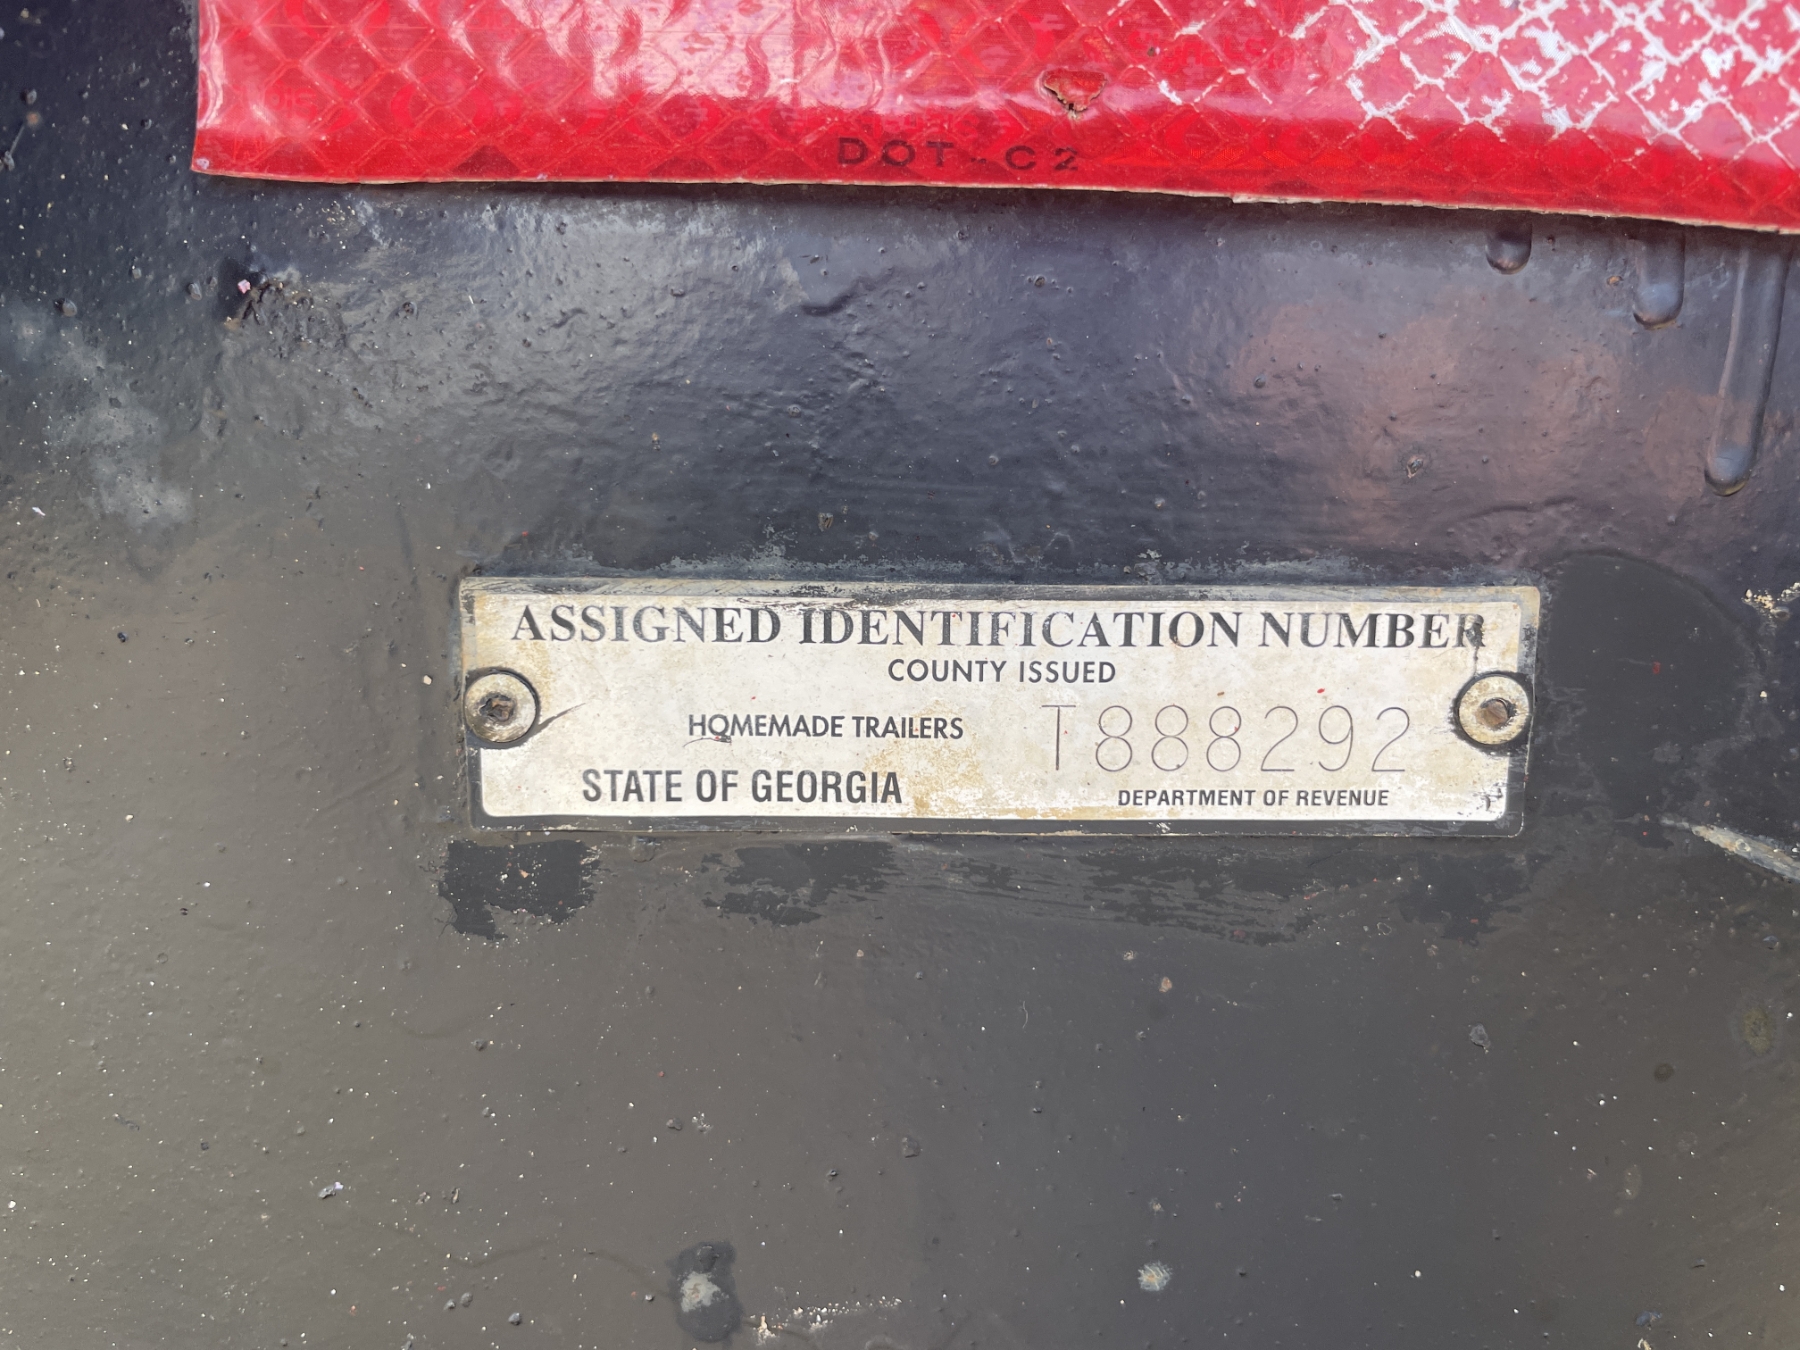 DOT-C2
ASSIGNED IDENTIFICATION NUMBER
COUNTY ISSUED
HOMEMADE TRAILERS T888292
STATE OF GEORGIA DEPARTMENT OF REVENUE